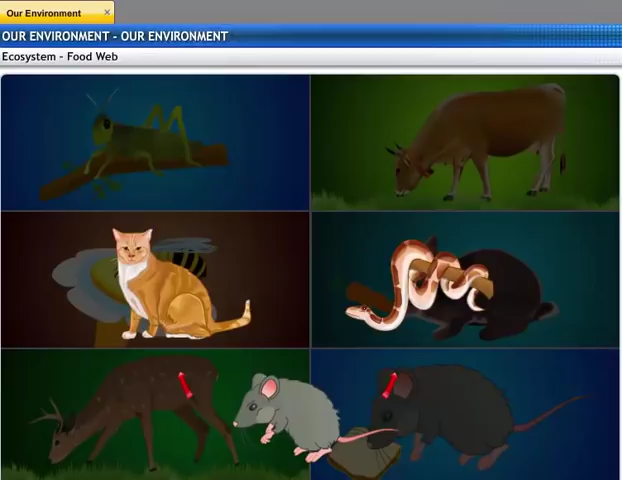 Our Environment
OUR ENVIRONMENT - OUR ENVIRONMENT
Ecosystem - Food Web